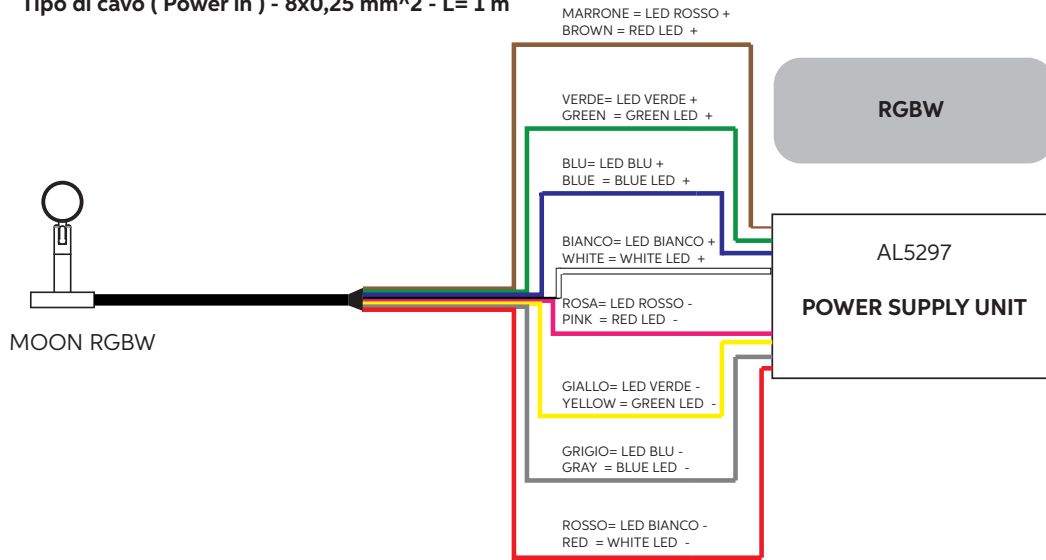 Tipo di cavo ( Power in ) - 8x0,25 mm^2 - L= 1 m
MARRONE = LED ROSSO +
BROWN = RED LED +
RGBW
VERDE= LED VERDE +
GREEN = GREEN LED +
BLU= LED BLU +
BLUE = BLUE LED +
BIANCO= LED BIANCO +
WHITE = WHITE LED +
AL5297
POWER SUPPLY UNIT
ROSA= LED ROSSO -
PINK = RED LED -
MOON RGBW
GIALLO= LED VERDE -
YELLOW = GREEN LED -
GRIGIO= LED BLU -
GRAY = BLUE LED -
ROSSO= LED BIANCO -
RED = WHITE LED -